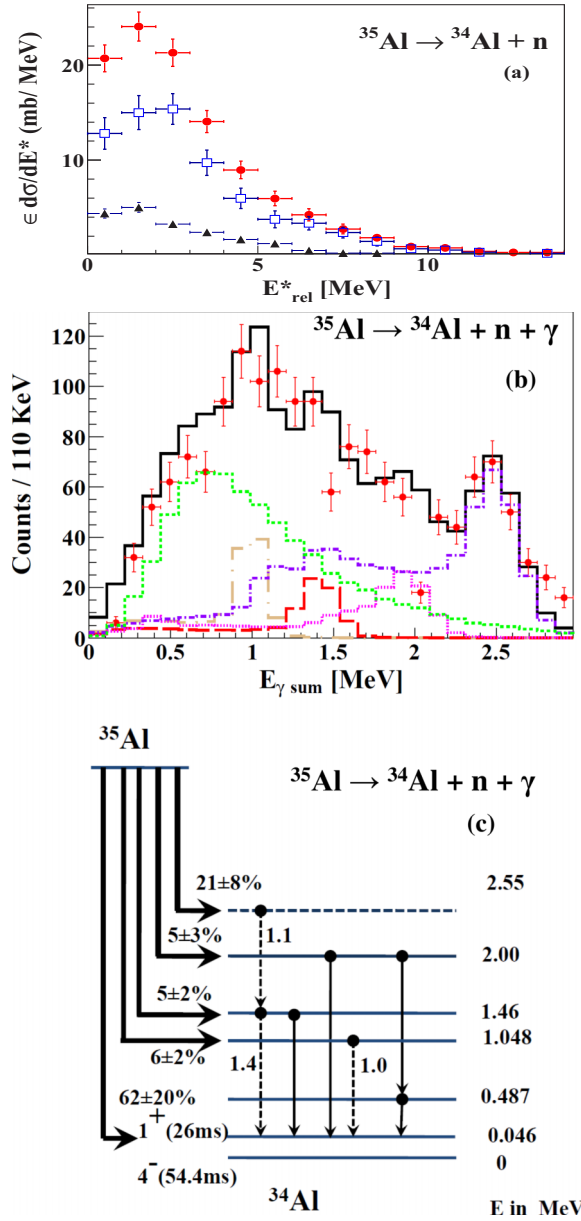 ³⁵Al → ³⁴Al + n
(a)
ϵ dσ/dE* (mb/ MeV)
20
10
0 5 10
E*rel [MeV]
³⁵Al → ³⁴Al + n + γ
(b)
Counts / 110 KeV
120
100
80
60
40
20
0
0 0.5 1 1.5 2 2.5
Eγ sum [MeV]
³⁵Al
³⁵Al → ³⁴Al + n + γ
(c)
21±8% 2.55
1.1
5±3% 2.00
5±2% 1.46
1.048
6±2% 1.4 1.0
62±20% 0.487
1⁺(26ms) 0.046
4⁻(54.4ms) 0
³⁴Al
E in MeV